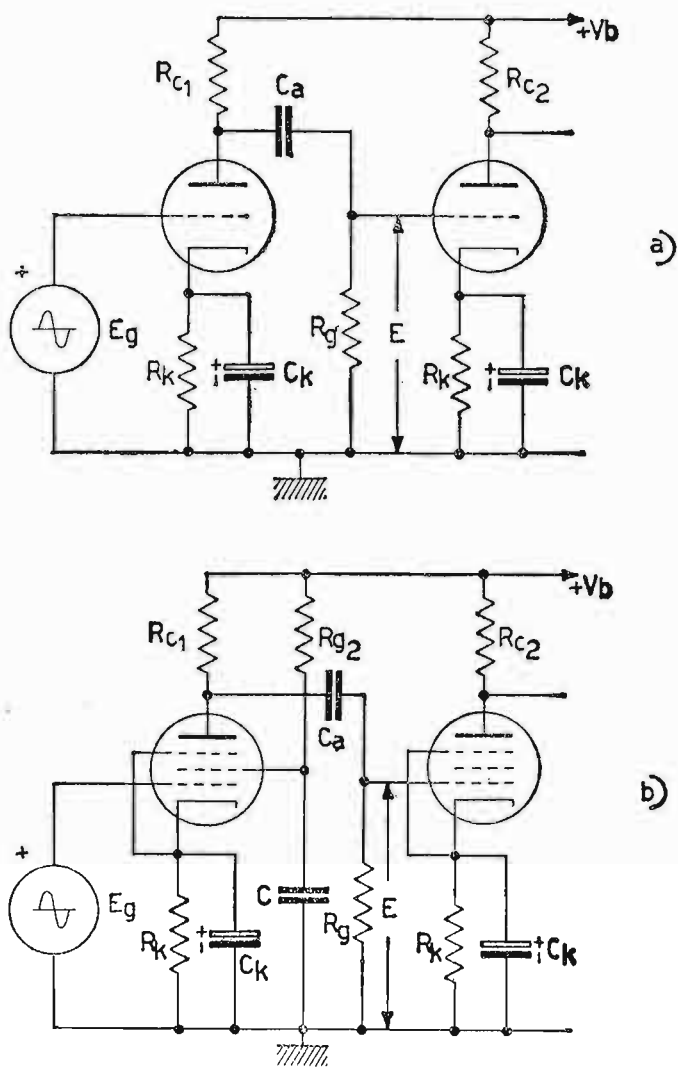 +Vb
Rc1
Rc2
Ca
a)
+
Eg
Rg
E
Rk
+
Ck
Rk
+
Ck
+Vb
Rc1
Rg2
Rc2
Ca
b)
+
Eg
C
Rg
E
Rk
+
Ck
Rk
+
Ck